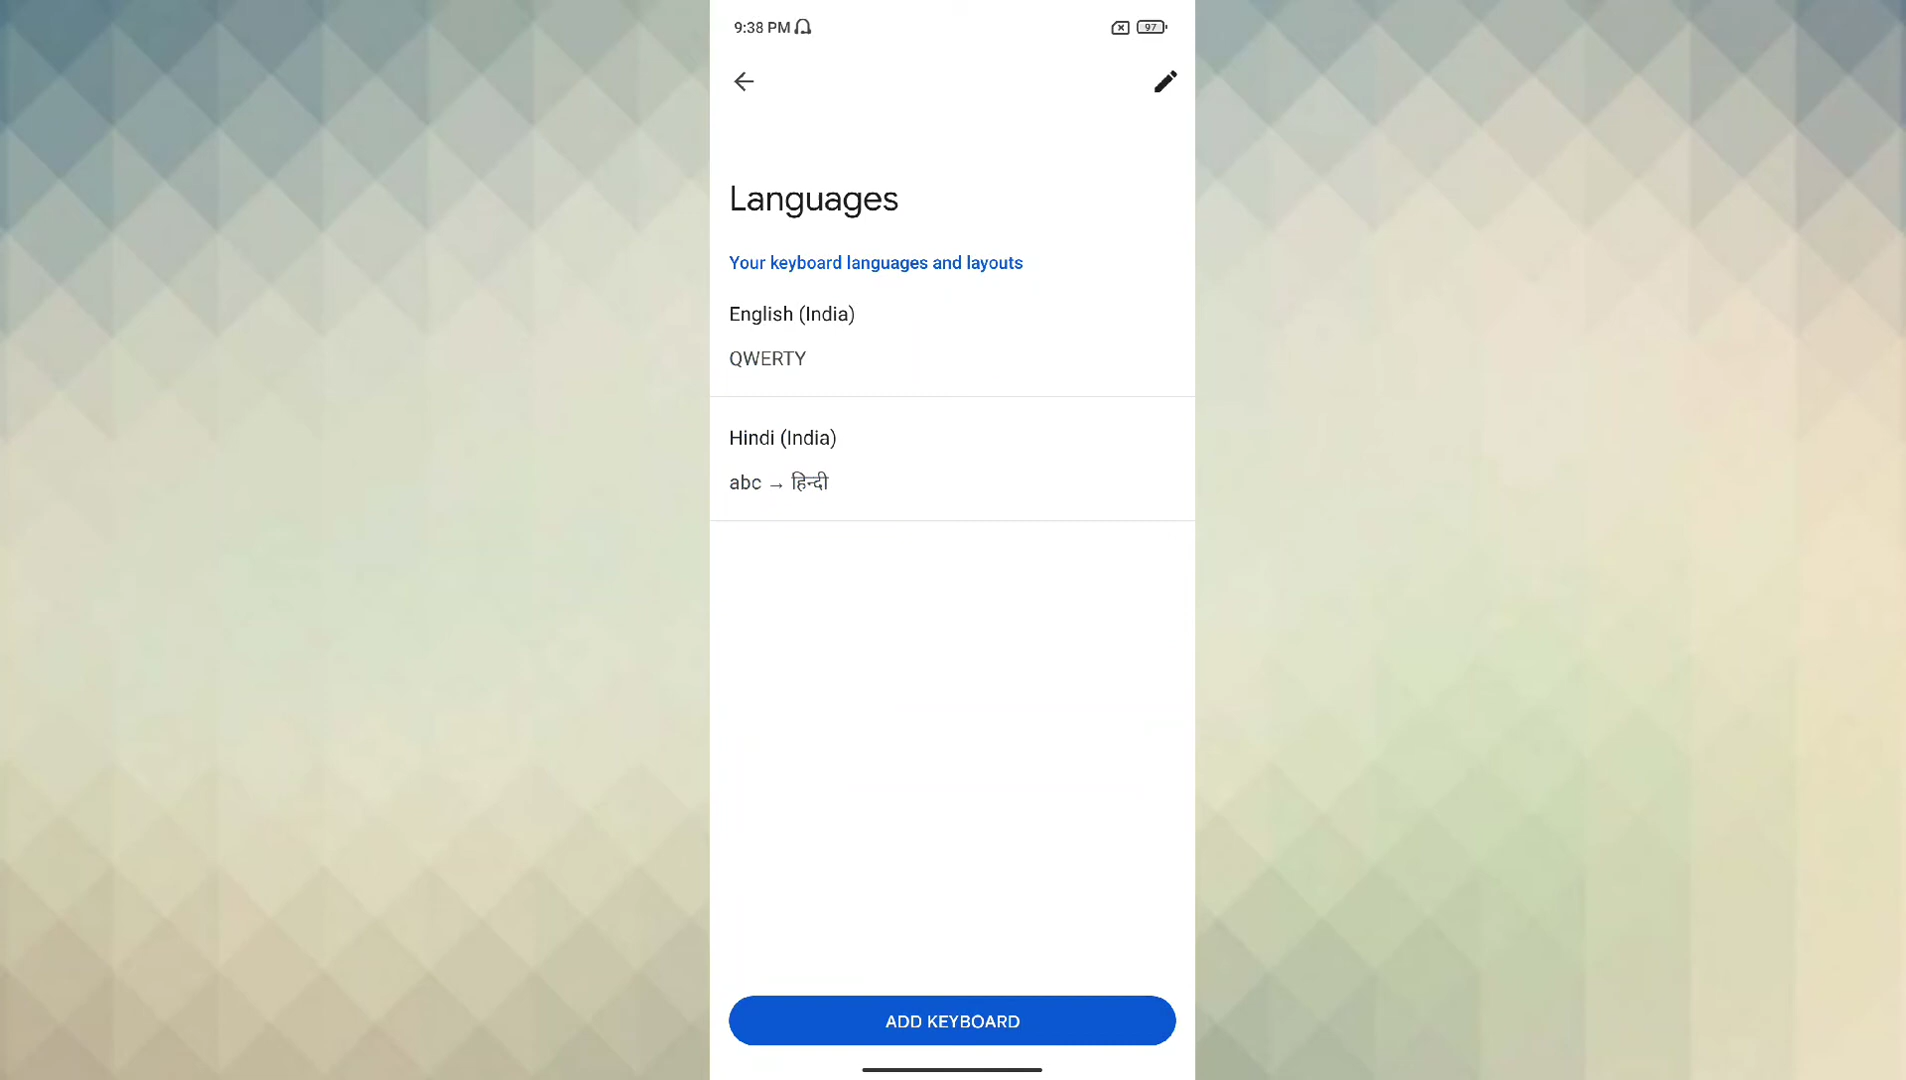 9:38 PM
97
Languages
Your keyboard languages and layouts
English (India)
QWERTY
Hindi (India)
abc → हिन्दी
ADD KEYBOARD